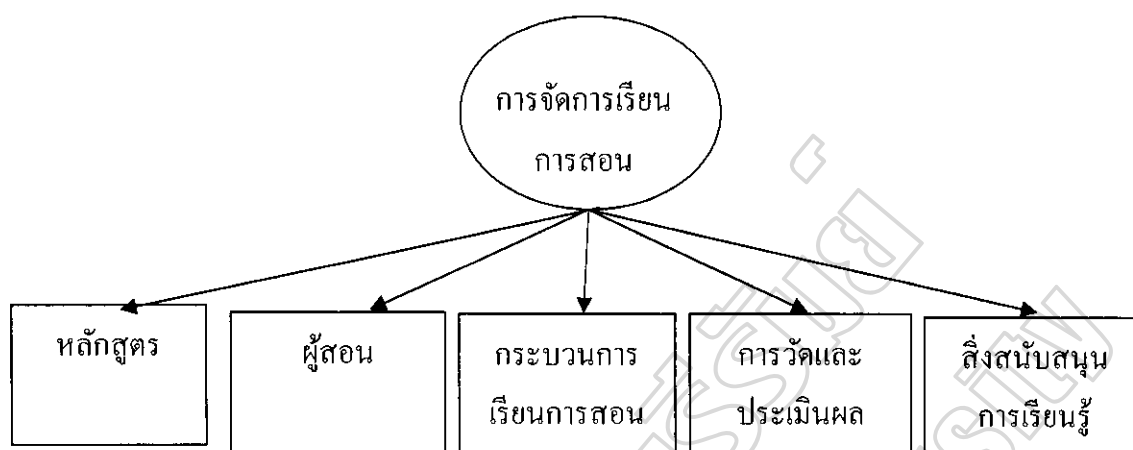 การจัดการเรียน
การสอน
หลักสูตร
ผู้สอน
กระบวนการ
เรียนการสอน
การวัดและ
ประเมินผล
สิ่งสนับสนุน
การเรียนรู้